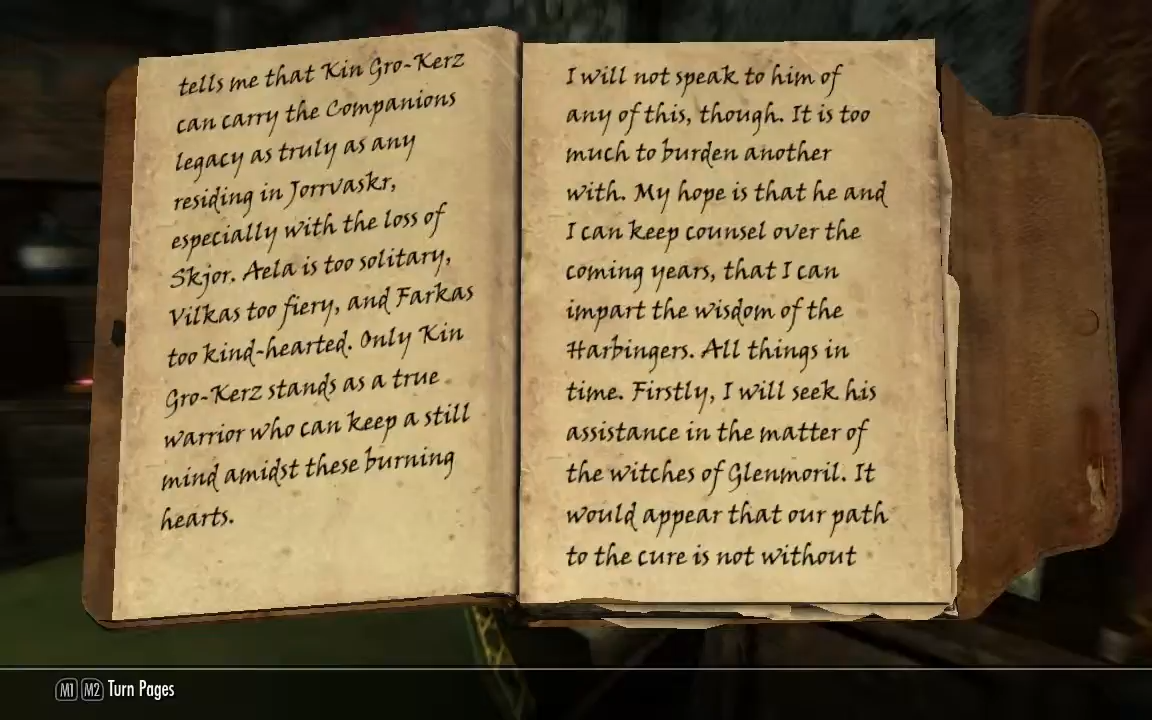 tells me that Kin Gro-Kerz
can carry the Companions
legacy as truly as any
residing in Jorrvaskr,
especially with the loss of
Skjor. Aela is too solitary,
Vilkas too fiery, and Farkas
too kind-hearted. Only Kin
Gro-Kerz stands as a true
warrior who can keep a still
mind amidst these burning
hearts.
I will not speak to him of
any of this, though. It is too
much to burden another
with. My hope is that he and
I can keep counsel over the
coming years, that I can
impart the wisdom of the
Harbingers. All things in
time. Firstly, I will seek his
assistance in the matter of
the witches of Glenmoril. It
would appear that our path
to the cure is not without
M1 M2 Turn Pages